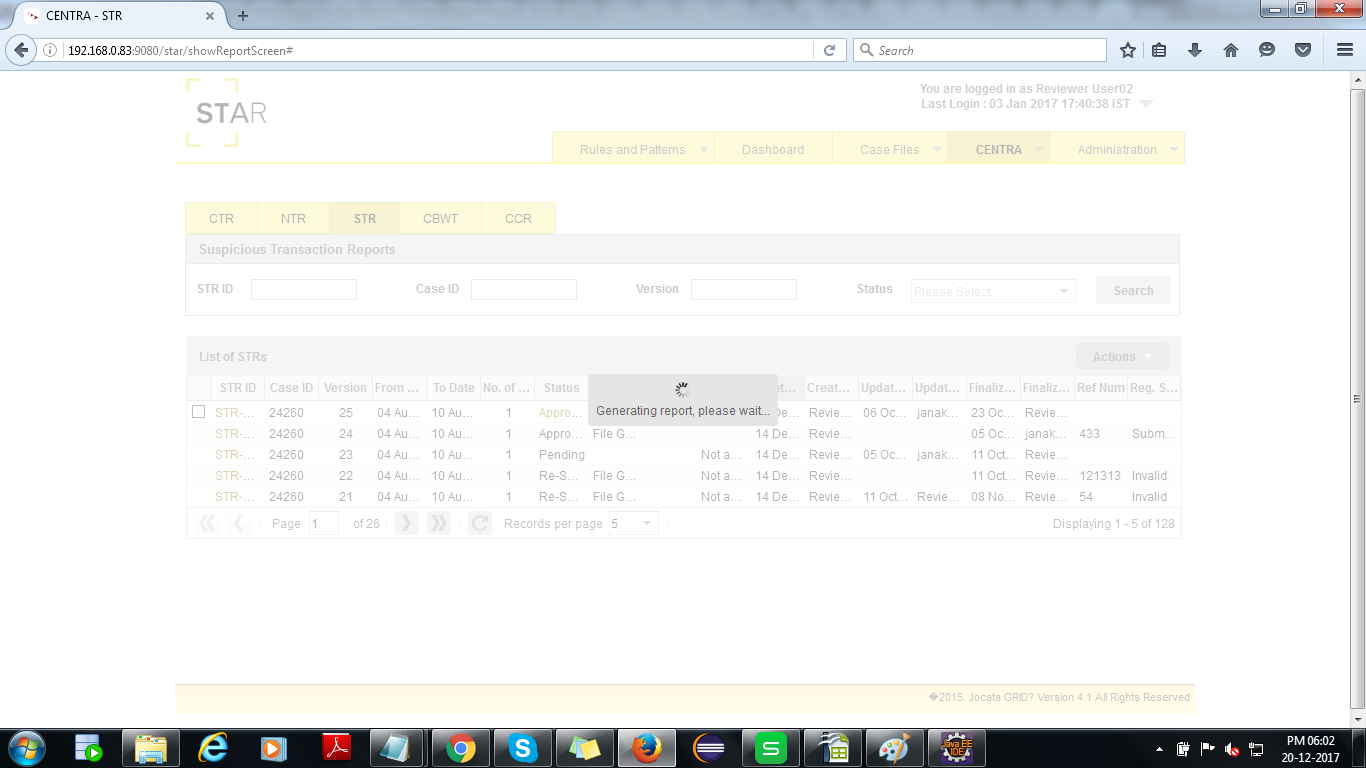 CENTRA - STR
192.168.0.83:9080/star/showReportScreen#
Search
STAR
You are logged in as Reviewer User02
Last Login : 03 Jan 2017 17:40:38 IST
Rules and Patterns Dashboard Case Files CENTRA Administration
CTR NTR STR CBWT CCR
Suspicious Transaction Reports
STR ID Case ID Version Status Please Select.. Search
List of STRs Actions
STR ID Case ID Version From ... To Date No. of ... Status Creat... Updat... Updat... Finaliz... Finaliz... Ref Num Reg. S...
STR-... 24260 25 04 Au... 10 Au... 1 Appro... De... Revie... 06 Oc... janak... 23 Oc... Revie...
STR-... 24260 24 04 Au... 10 Au... 1 Appro... File G... 14 De... Revie... 05 Oc... janak... 433 Subm...
STR-... 24260 23 04 Au... 10 Au... 1 Pending Not a... 14 De... Revie... 05 Oc... janak... 11 Oct... Revie...
STR-... 24260 22 04 Au... 10 Au... 1 Re-S... File G... Not a... 14 De... Revie... 11 Oct... Revie... 121313 Invalid
STR-... 24260 21 04 Au... 10 Au... 1 Re-S... File G... Not a... 14 De... Revie... 11 Oct... Revie... 08 No... Revie... 54 Invalid
Generating report, please wait...
Page 1 of 26 Records per page 5 Displaying 1 - 5 of 128
�2015. Jocata GRID? Version 4.1 All Rights Reserved
Java EE
IDE
PM 06:02
20-12-2017